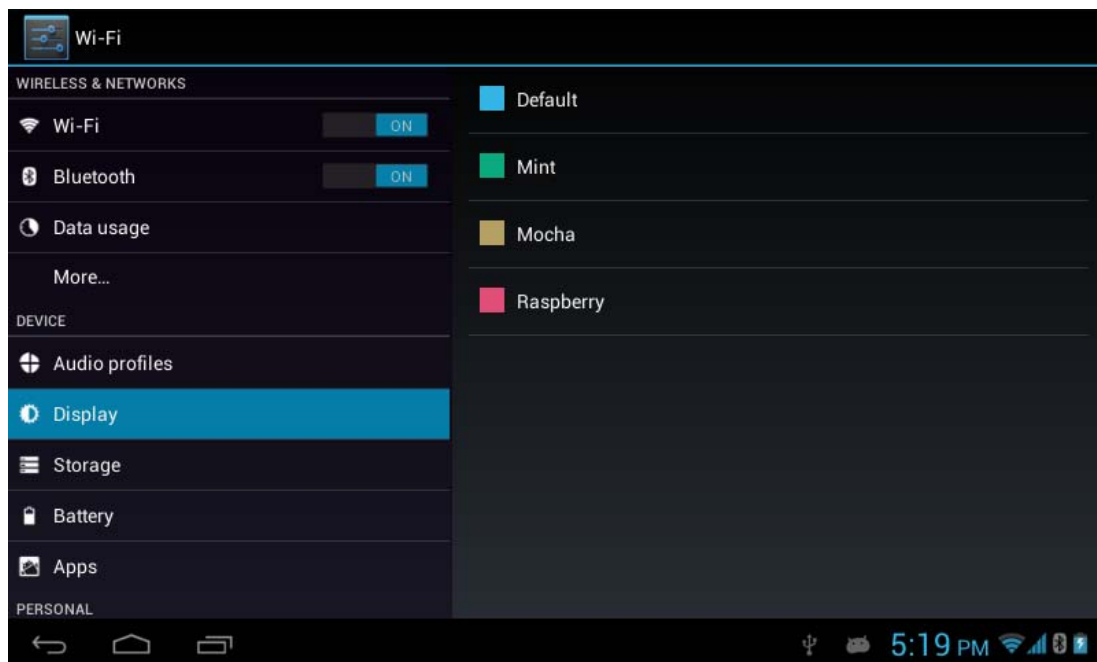 Wi-Fi
WIRELESS & NETWORKS
Wi-Fi ON
Bluetooth ON
Data usage
More...
DEVICE
Audio profiles
Display
Storage
Battery
Apps
PERSONAL
Default
Mint
Mocha
Raspberry
5:19 PM